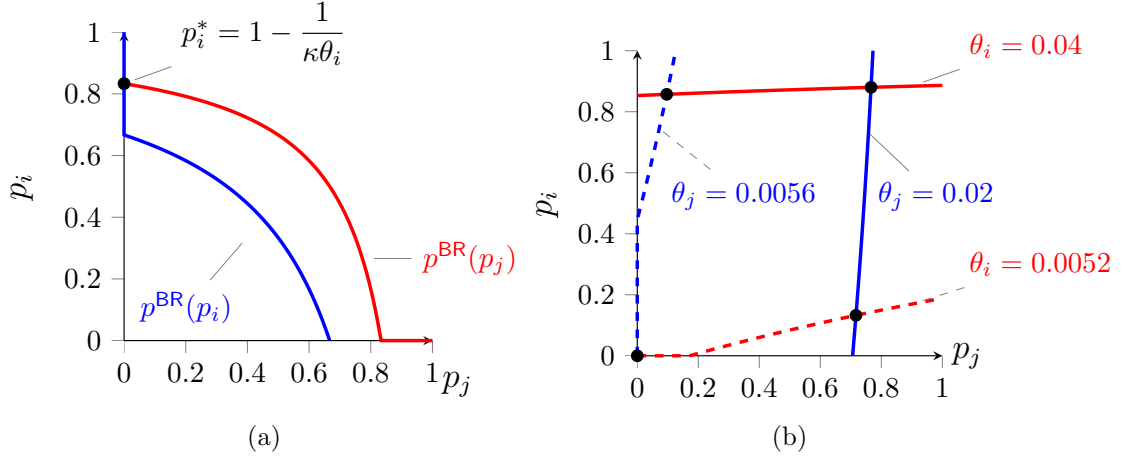 p_i^* = 1 - \frac{1}{\kappa\theta_i}
1
0.8
0.6
0.4
0.2
0
p_i
p^{BR}(p_j)
p^{BR}(p_i)
0 0.2 0.4 0.6 0.8 1 p_j
(a)
θ_i = 0.04
1
0.8
0.6
0.4
0.2
0
p_i
θ_j = 0.0056
θ_j = 0.02
θ_i = 0.0052
p_j
0 0.2 0.4 0.6 0.8 1
(b)